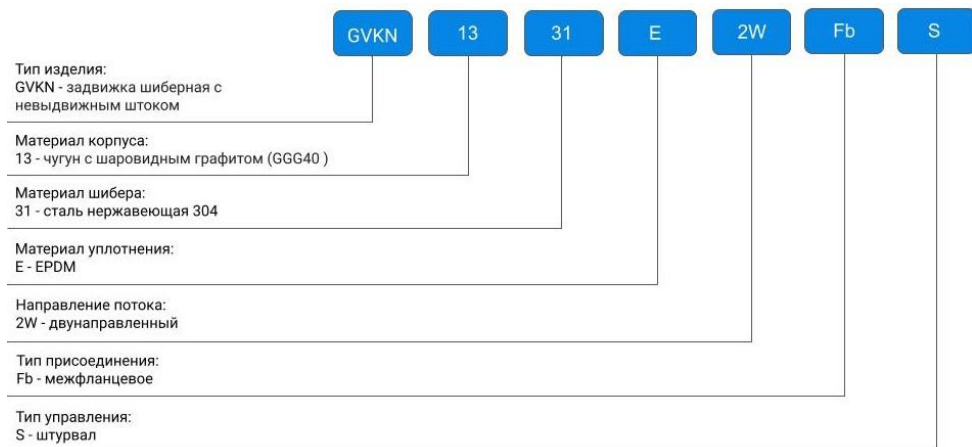 GVKN 13 31 E 2W Fb S
Тип изделия:
GVKN - задвижка шиберная с
невыдвижным штоком
Материал корпуса:
13 - чугун с шаровидным графитом (GGG40 )
Материал шибера:
31 - сталь нержавеющая 304
Материал уплотнения:
E - EPDM
Направление потока:
2W - двунаправленный
Тип присоединения:
Fb - межфланцевое
Тип управления:
S - штурвал